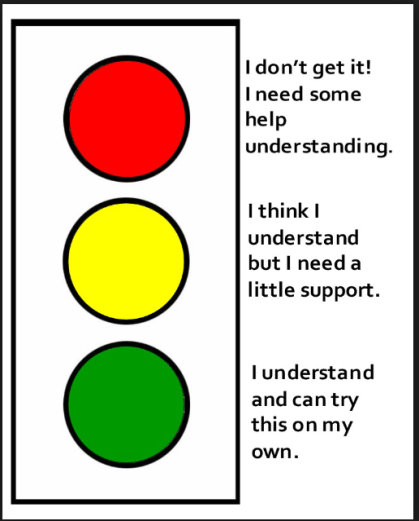 I don't get it!
I need some
help
understanding.
I think I
understand
but I need a
little support.
I understand
and can try
this on my
own.